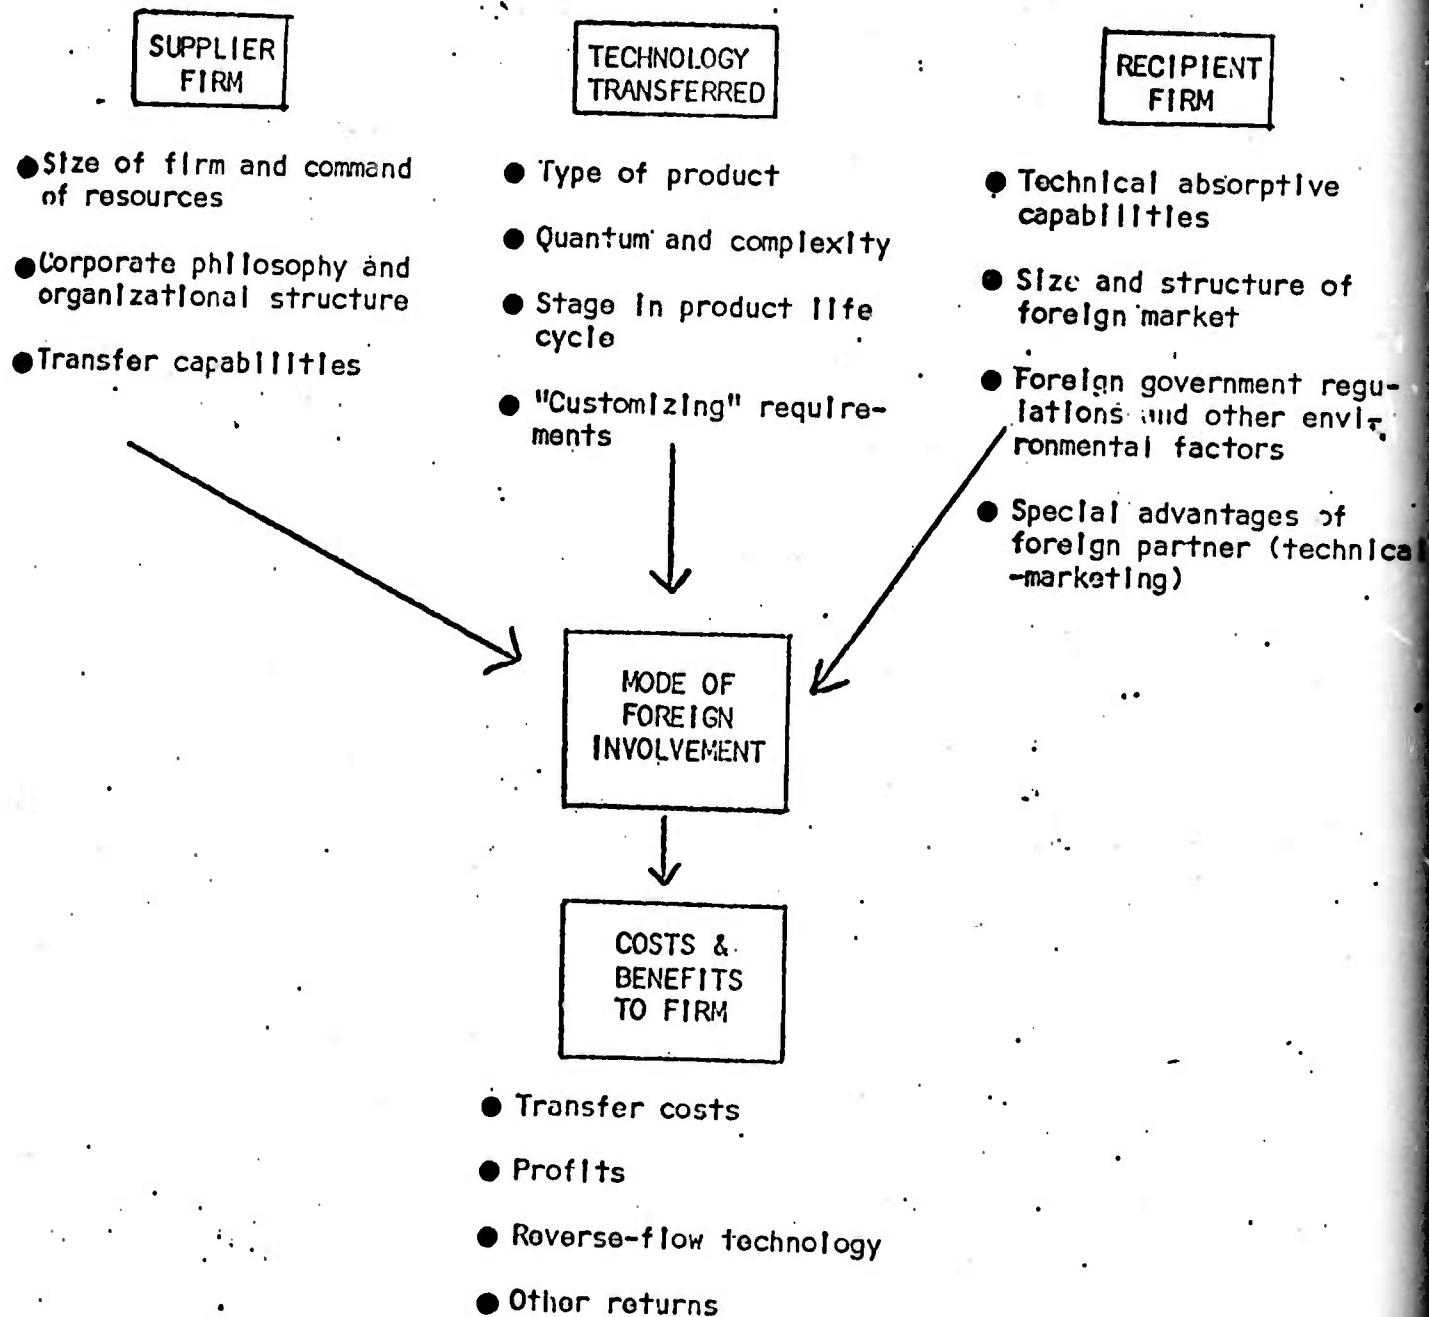 SUPPLIER
FIRM
● Size of firm and command
of resources
● Corporate philosophy and
organizational structure
● Transfer capabilities
TECHNOLOGY
TRANSFERRED
● Type of product
● Quantum and complexity
● Stage in product life
cycle
● "Customizing" require-
ments
RECIPIENT
FIRM
● Technical absorptive
capabilities
● Size and structure of
foreign market
● Foreign government regu-
lations and other envi-
ronmental factors
● Special advantages of
foreign partner (technical
-marketing)
MODE OF
FOREIGN
INVOLVEMENT
COSTS &
BENEFITS
TO FIRM
● Transfer costs
● Profits
● Reverse-flow technology
● Other returns